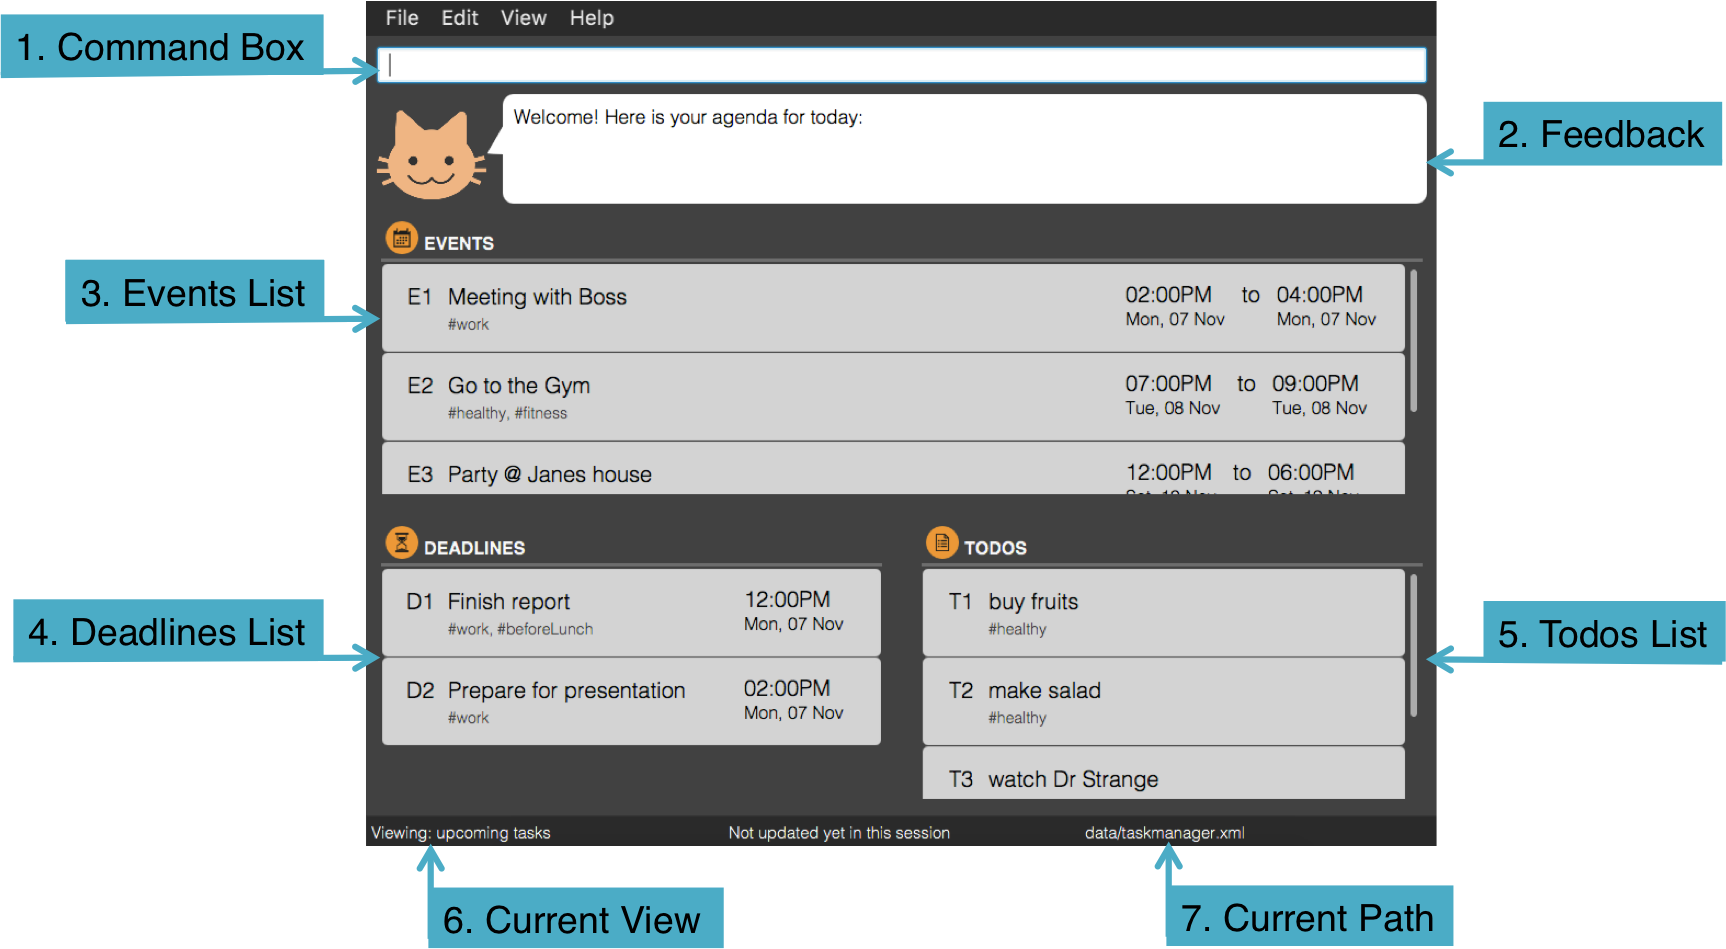 File Edit View Help
1. Command Box
Welcome! Here is your agenda for today:
2. Feedback
EVENTS
3. Events List
E1 Meeting with Boss 02:00PM to 04:00PM
#work Mon, 07 Nov Mon, 07 Nov
E2 Go to the Gym 07:00PM to 09:00PM
#healthy, #fitness Tue, 08 Nov Tue, 08 Nov
E3 Party @ Janes house 12:00PM to 06:00PM
DEADLINES
TODOS
4. Deadlines List
D1 Finish report 12:00PM
#work, #beforeLunch Mon, 07 Nov
D2 Prepare for presentation 02:00PM
#work Mon, 07 Nov
T1 buy fruits
#healthy
T2 make salad
#healthy
T3 watch Dr Strange
5. Todos List
Viewing: upcoming tasks Not updated yet in this session data/taskmanager.xml
6. Current View
7. Current Path